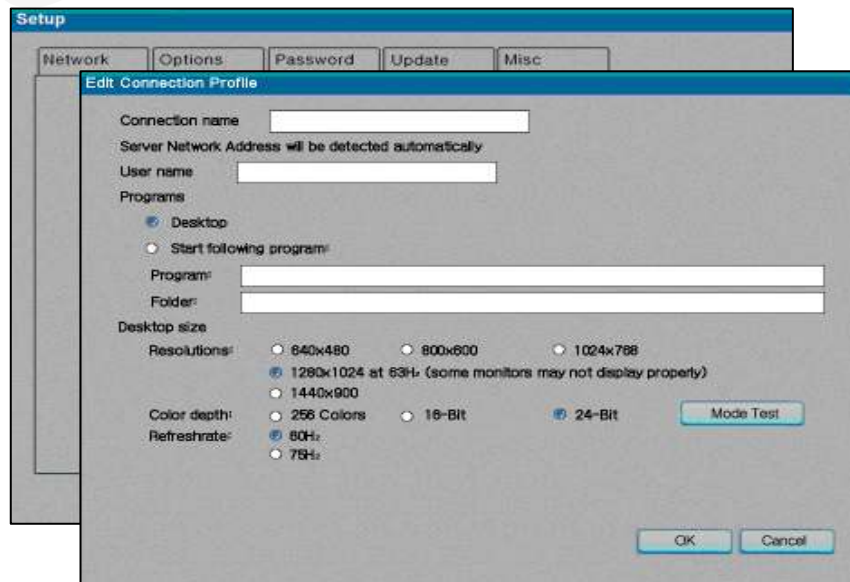 Setup
Network Options Password Update Misc
Edit Connection Profile
Connection name
Server Network Address will be detected automatically
User name
Programs
Desktop
Start following program:
Program:
Folder:
Desktop size
Resolutions: 640x480 800x600 1024x768
1280x1024 at 63Hz (some monitors may not display properly)
1440x900
Color depth: 256 Colors 16-Bit 24-Bit Mode Test
Refreshrate: 60Hz
75Hz
OK Cancel